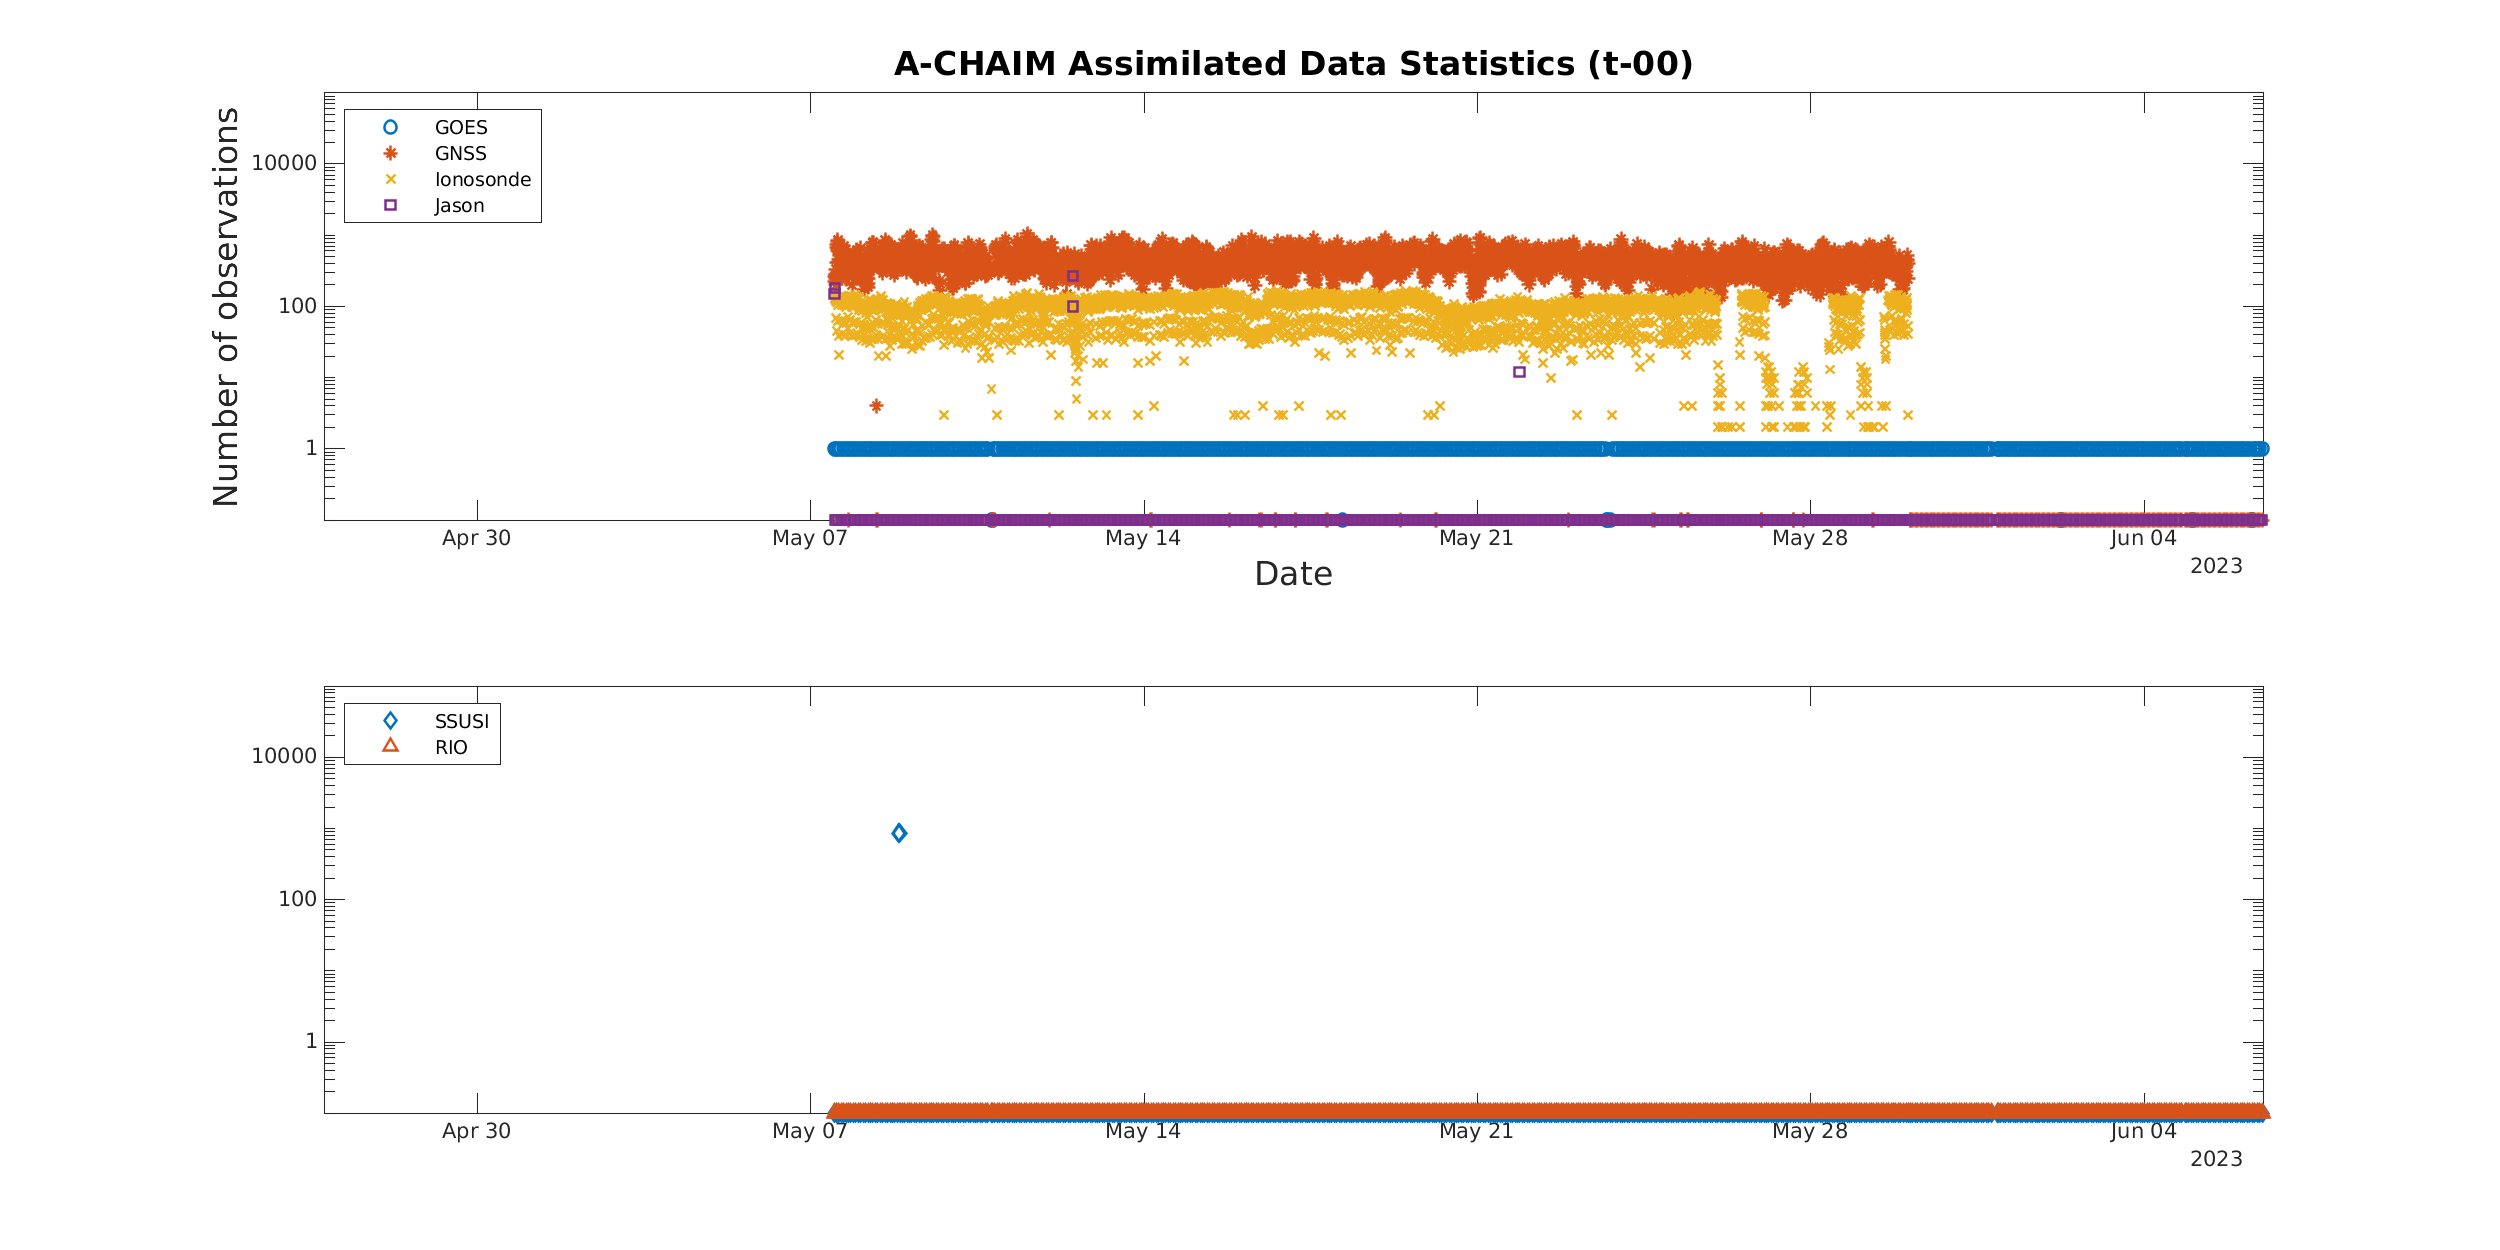 A-CHAIM Assimilated Data Statistics (t-00)
Number of observations
GOES
GNSS
Ionosonde
Jason
10000
100
1
Apr 30 May 07 May 14 May 21 May 28 Jun 04
2023
Date
SSUSI
RIO
10000
100
1
Apr 30 May 07 May 14 May 21 May 28 Jun 04
2023